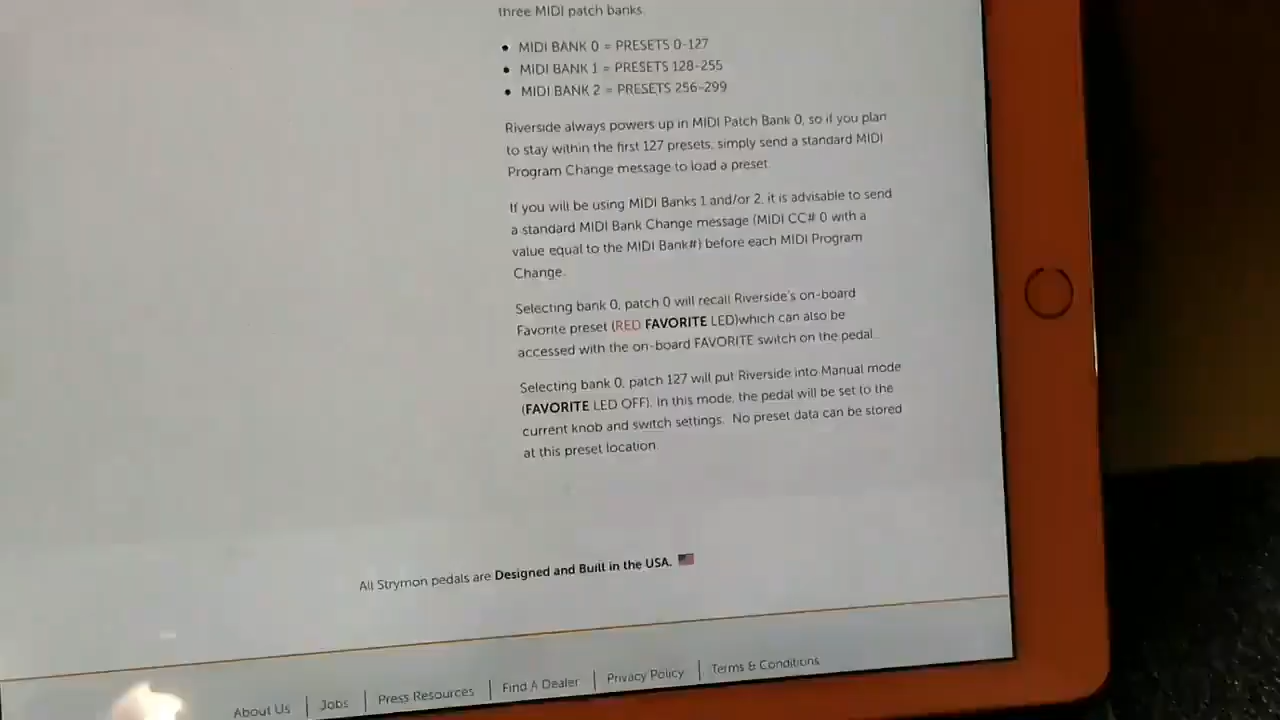 three MIDI patch banks.
• MIDI BANK 0 = PRESETS 0-127
• MIDI BANK 1 = PRESETS 128-255
• MIDI BANK 2 = PRESETS 256-299
Riverside always powers up in MIDI Patch Bank 0, so if you plan
to stay within the first 127 presets, simply send a standard MIDI
Program Change message to load a preset.
If you will be using MIDI Banks 1 and/or 2, it is advisable to send
a standard MIDI Bank Change message (MIDI CC# 0 with a
value equal to the MIDI Bank#) before each MIDI Program
Change.
Selecting bank 0, patch 0 will recall Riverside's on-board
Favorite preset (RED FAVORITE LED)which can also be
accessed with the on-board FAVORITE switch on the pedal.
Selecting bank 0, patch 127 will put Riverside into Manual mode
(FAVORITE LED OFF). In this mode, the pedal will be set to the
current knob and switch settings. No preset data can be stored
at this preset location.
All Strymon pedals are Designed and Built in the USA.
About Us | Jobs | Press Resources | Find A Dealer | Privacy Policy | Terms & Conditions